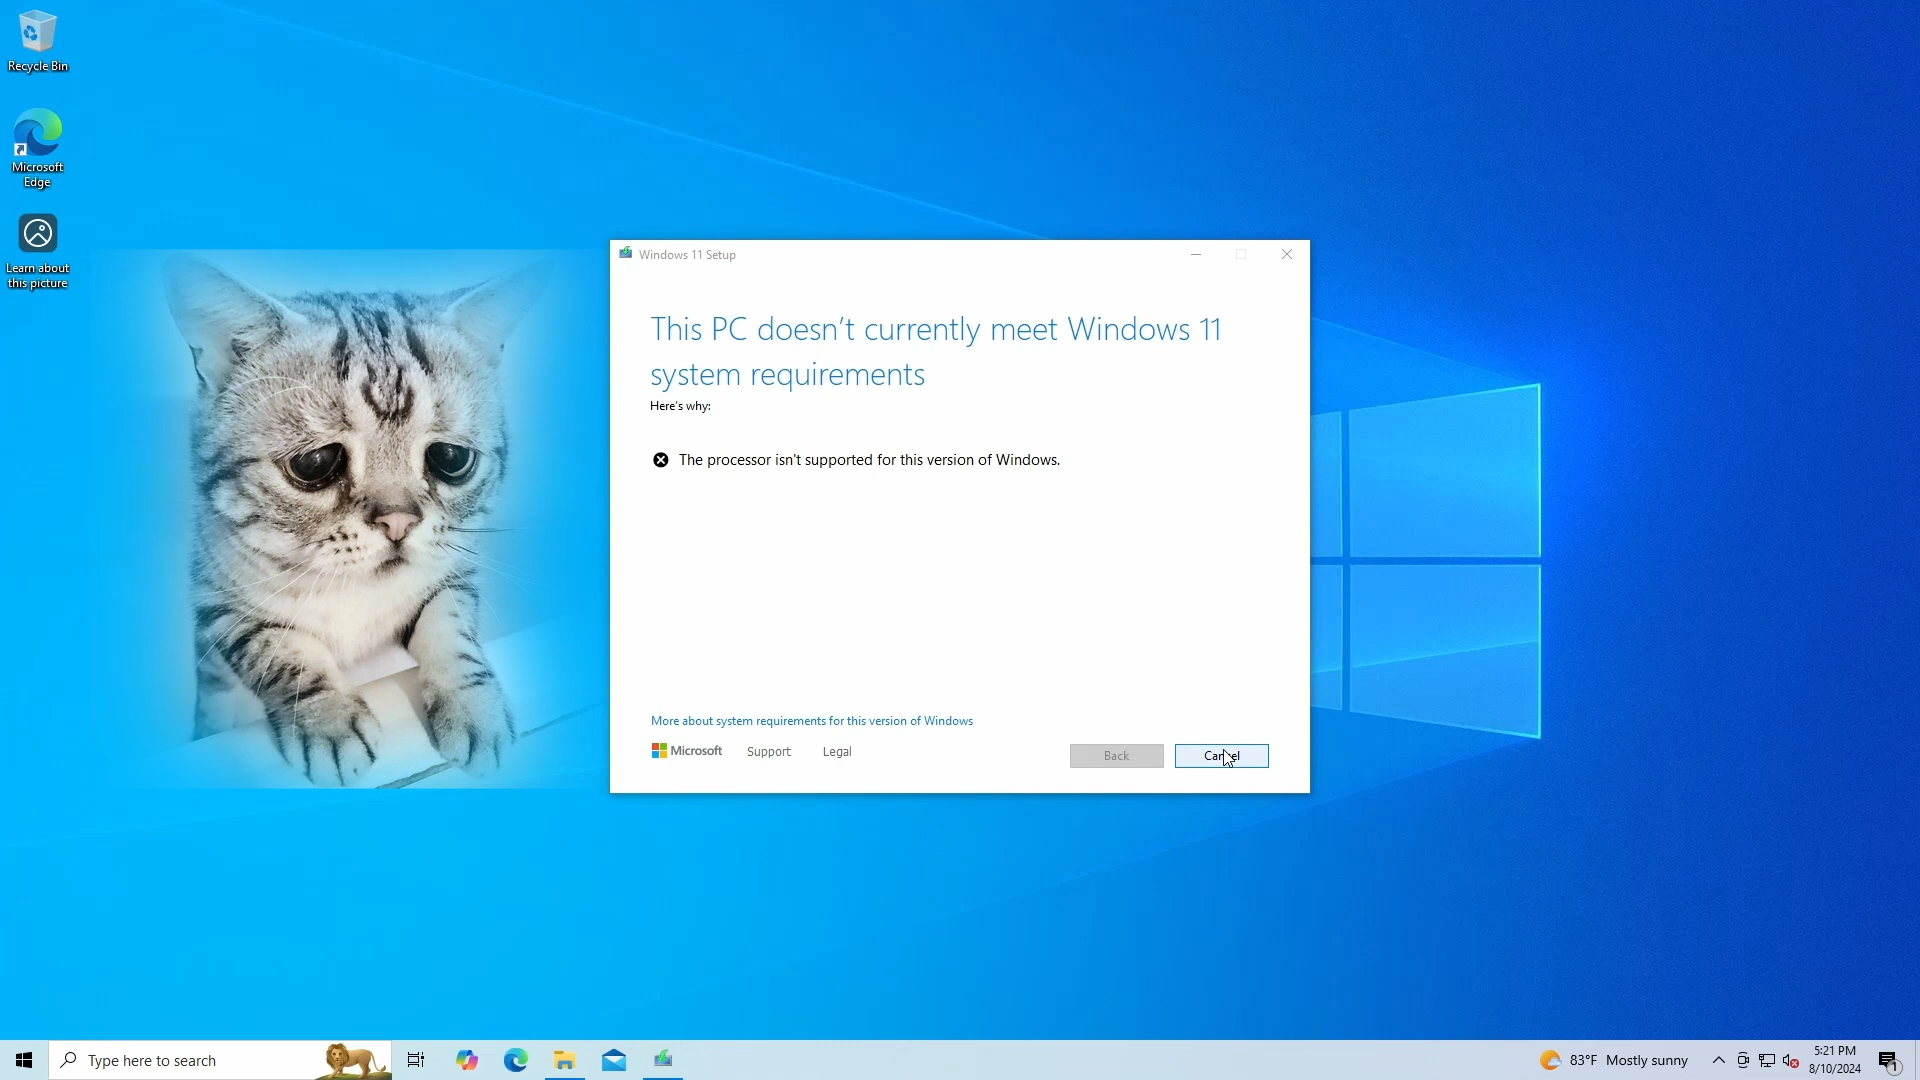 Recycle Bin
Microsoft
Edge
Learn about
this picture
Windows 11 Setup
This PC doesn’t currently meet Windows 11
system requirements
Here's why:
The processor isn't supported for this version of Windows.
More about system requirements for this version of Windows
Microsoft Support Legal
Back Cancel
Type here to search
83°F Mostly sunny
5:21 PM
8/10/2024
1